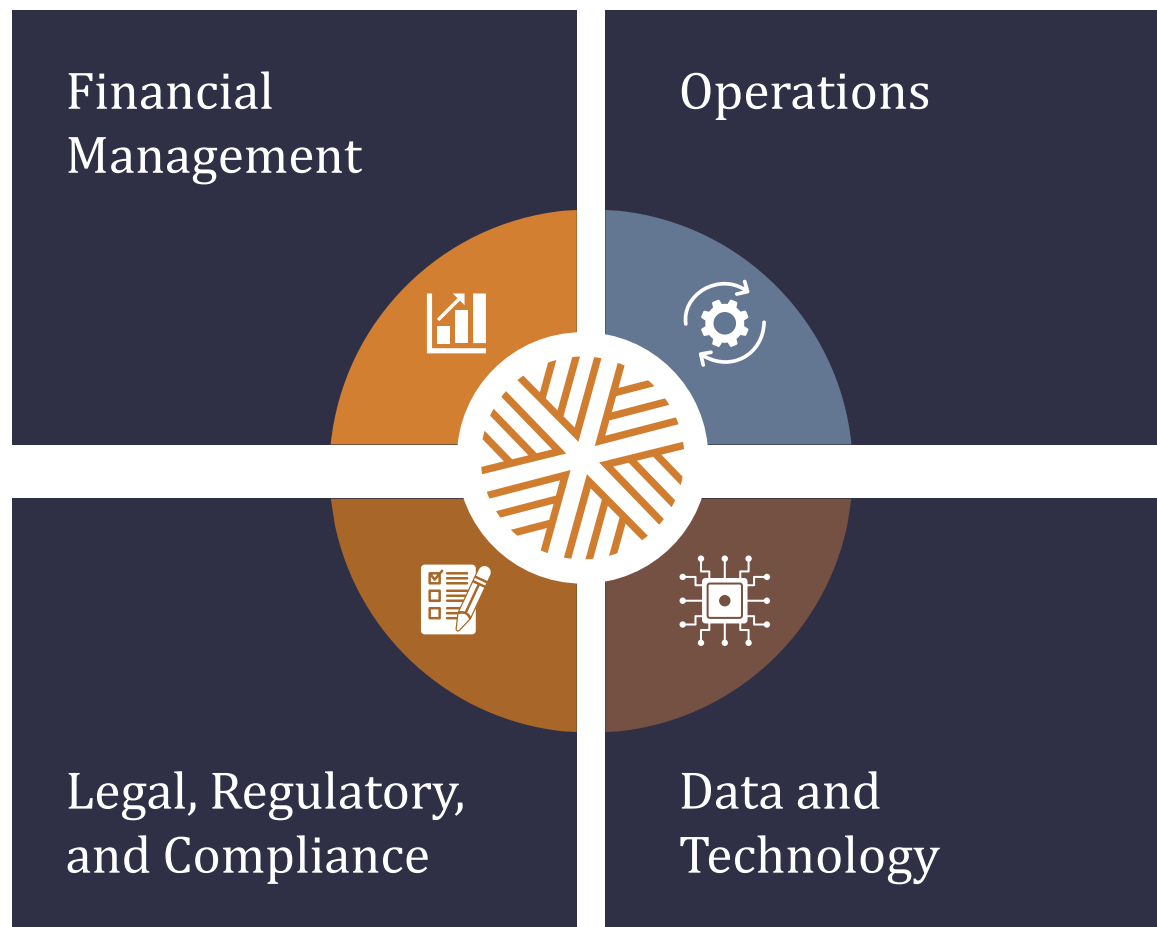 Financial
Management
Operations
Legal, Regulatory,
and Compliance
Data and
Technology